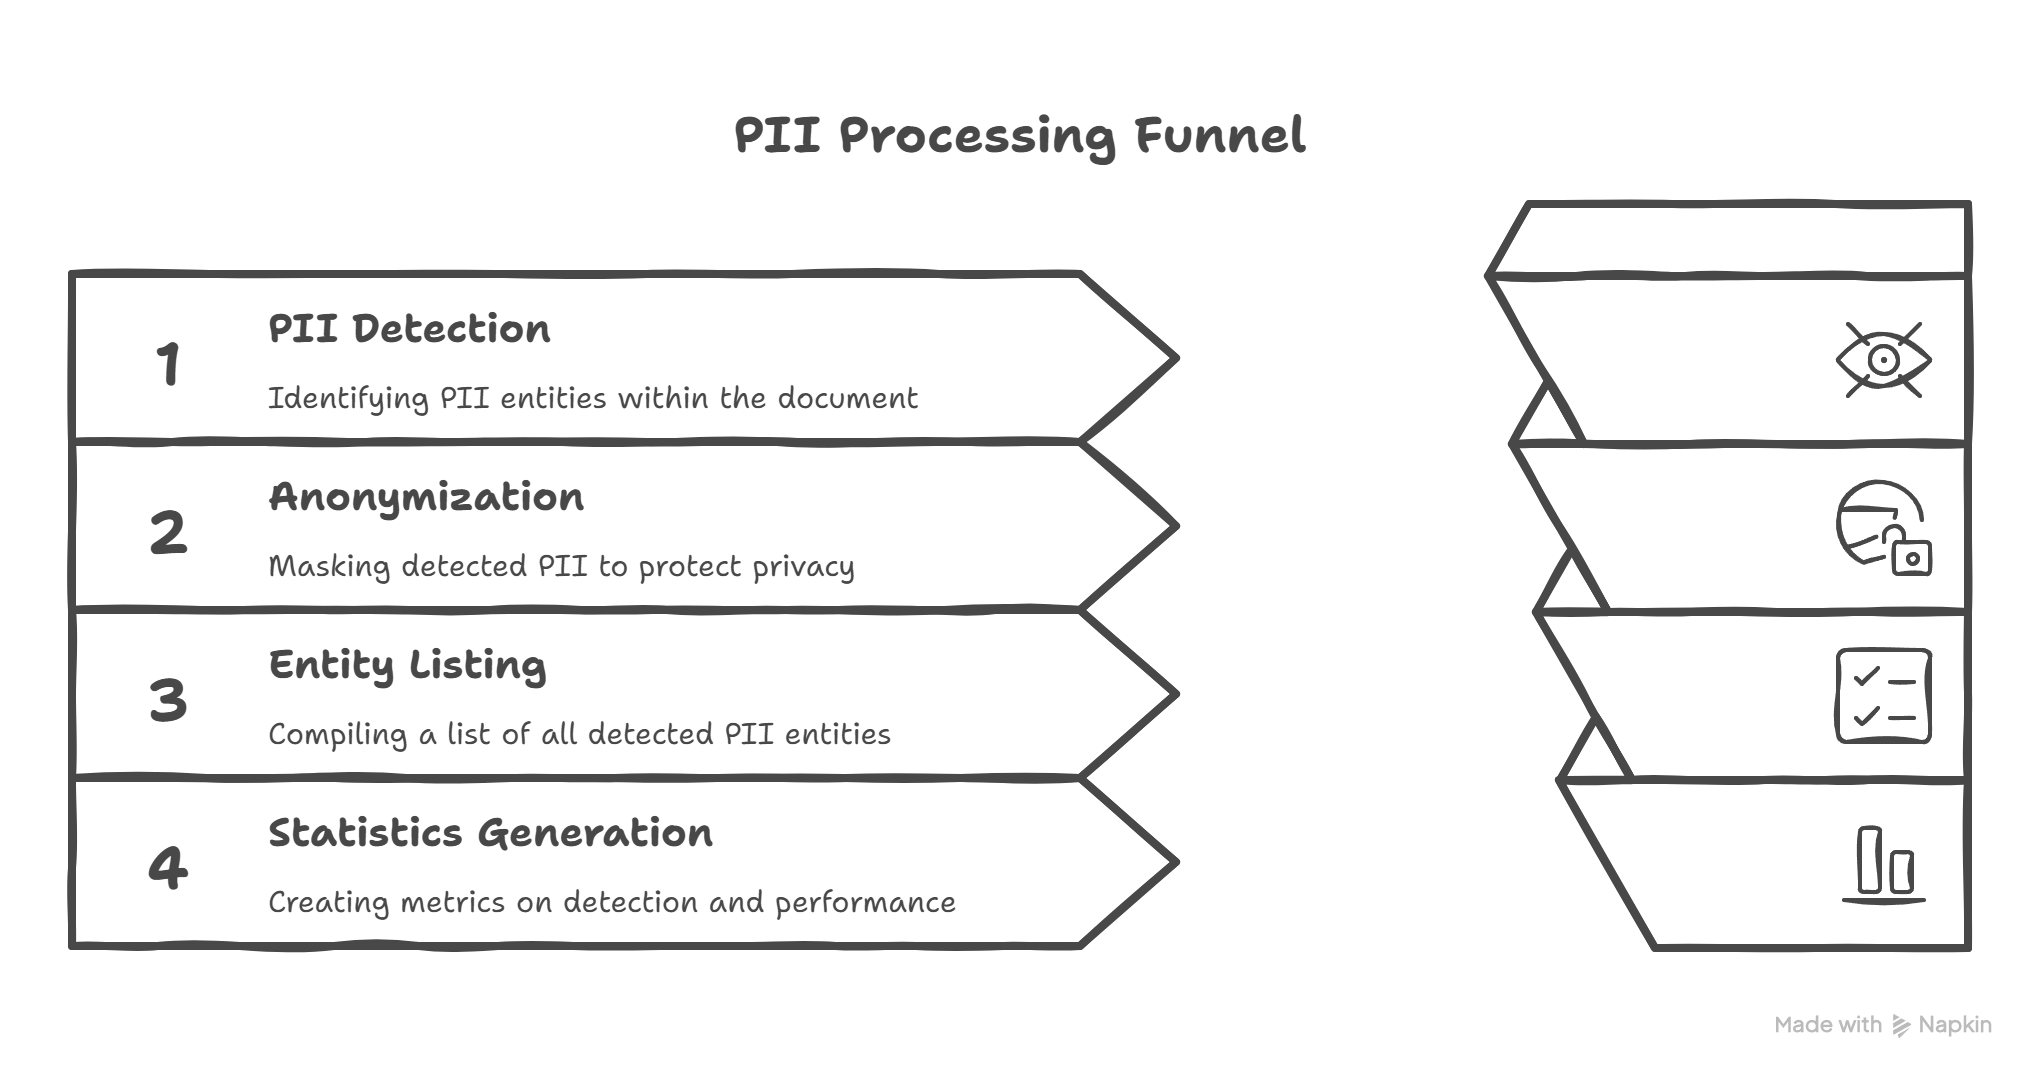 PII Processing Funnel
1
PII Detection
Identifying PII entities within the document
2
Anonymization
Masking detected PII to protect privacy
3
Entity Listing
Compiling a list of all detected PII entities
4
Statistics Generation
Creating metrics on detection and performance
Made with Napkin